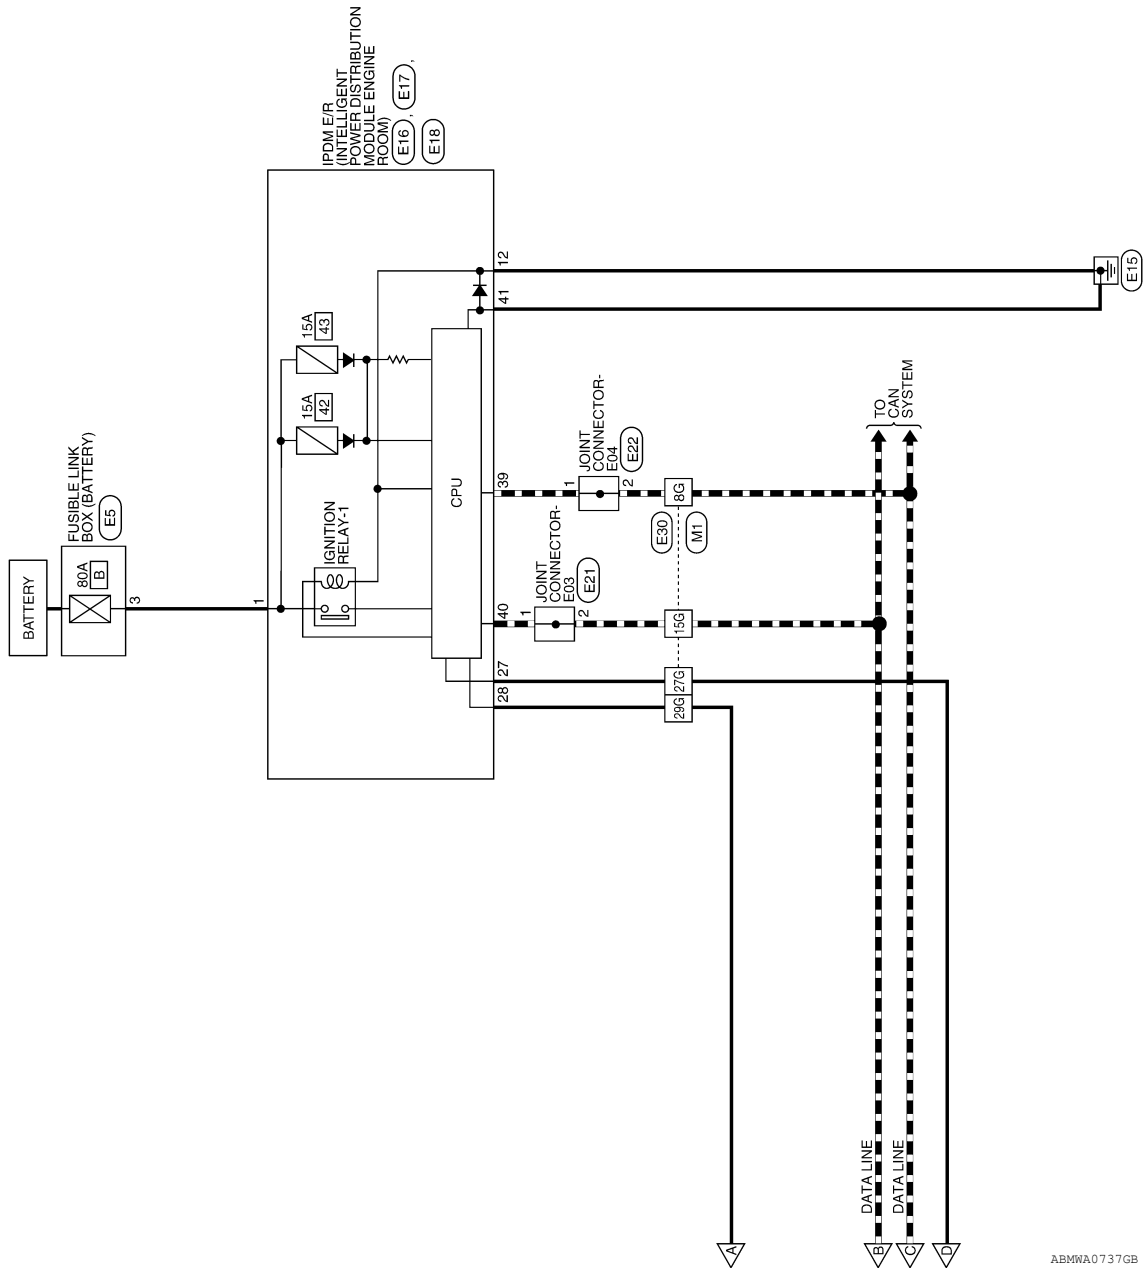 BATTERY
FUSIBLE LINK
BOX (BATTERY)
E5
80A
B
3
1
IPDM E/R
(INTELLIGENT
POWER DISTRIBUTION
MODULE ENGINE
ROOM)
E16 , E17 ,
E18
15A
43
15A
42
IGNITION
RELAY-1
CPU
12
41
39
40
27
28
E15
JOINT
CONNECTOR-
E04
E22
1
2
JOINT
CONNECTOR-
E03
E21
1
2
8G
E30
M1
15G
27G
29G
TO
CAN
SYSTEM
DATA LINE
DATA LINE
A
B
C
D
ABMWA0737GB